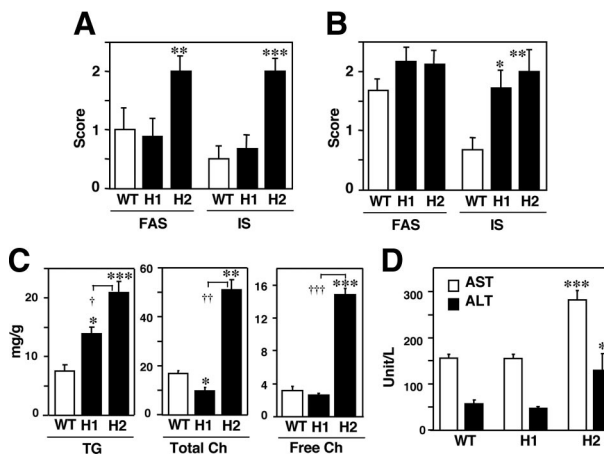 A
Score
2
1
0
**
***
WT H1 H2 WT H1 H2
FAS IS
B
Score
2
1
0
*
**
WT H1 H2 WT H1 H2
FAS IS
C
mg/g
20
10
0
†
*
***
WT H1 H2
TG
60
40
20
0
††
*
**
WT H1 H2
Total Ch
16
12
8
4
0
†††
***
WT H1 H2
Free Ch
D
AST
ALT
Unit/L
300
150
0
***
*
WT H1 H2